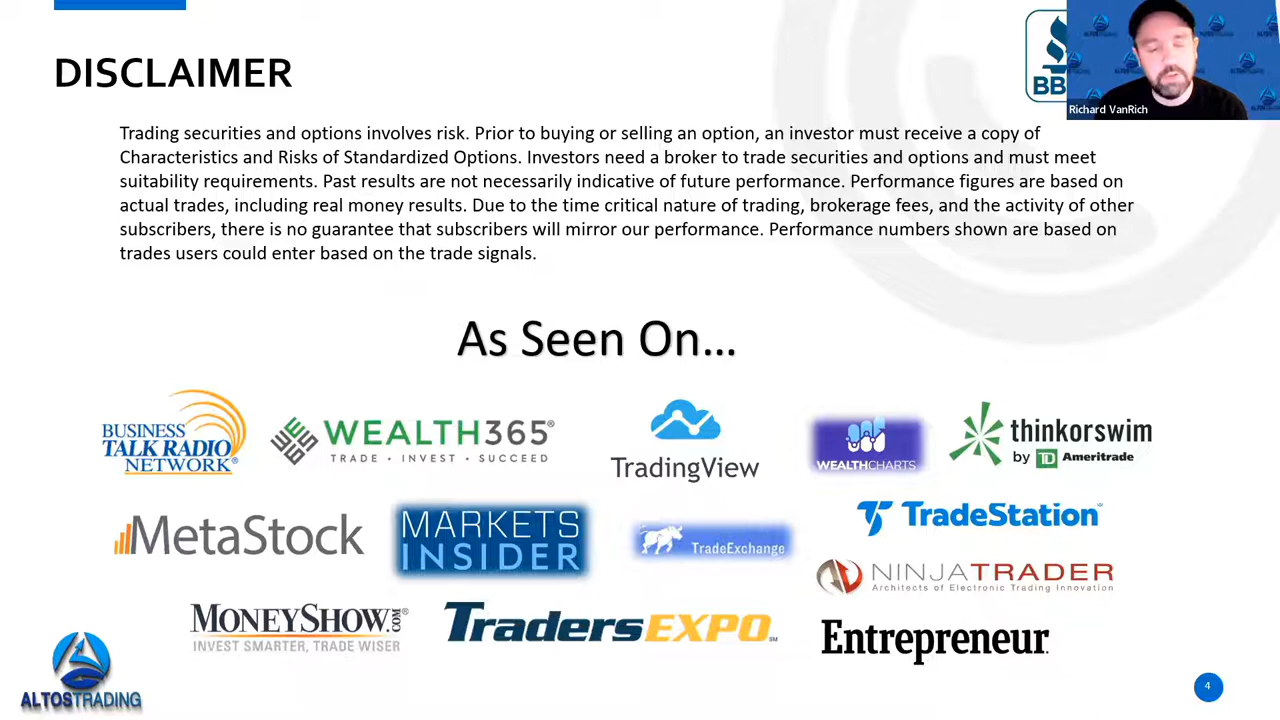 DISCLAIMER
Richard VanRich
Trading securities and options involves risk. Prior to buying or selling an option, an investor must receive a copy of
Characteristics and Risks of Standardized Options. Investors need a broker to trade securities and options and must meet
suitability requirements. Past results are not necessarily indicative of future performance. Performance figures are based on
actual trades, including real money results. Due to the time critical nature of trading, brokerage fees, and the activity of other
subscribers, there is no guarantee that subscribers will mirror our performance. Performance numbers shown are based on
trades users could enter based on the trade signals.
As Seen On...
BUSINESS
TALK RADIO
NETWORK®
WEALTH365®
TRADE • INVEST • SUCCEED
TradingView
WEALTHCHARTS
thinkorswim
by TD Ameritrade
MetaStock
MARKETS
INSIDER
TradeExchange
TradeStation
NINJATRADER
Architects of Electronic Trading Innovation
MONEYSHOW.COM®
INVEST SMARTER, TRADE WISER
TradersEXPO SM
Entrepreneur.
ALTOSTRADING
4